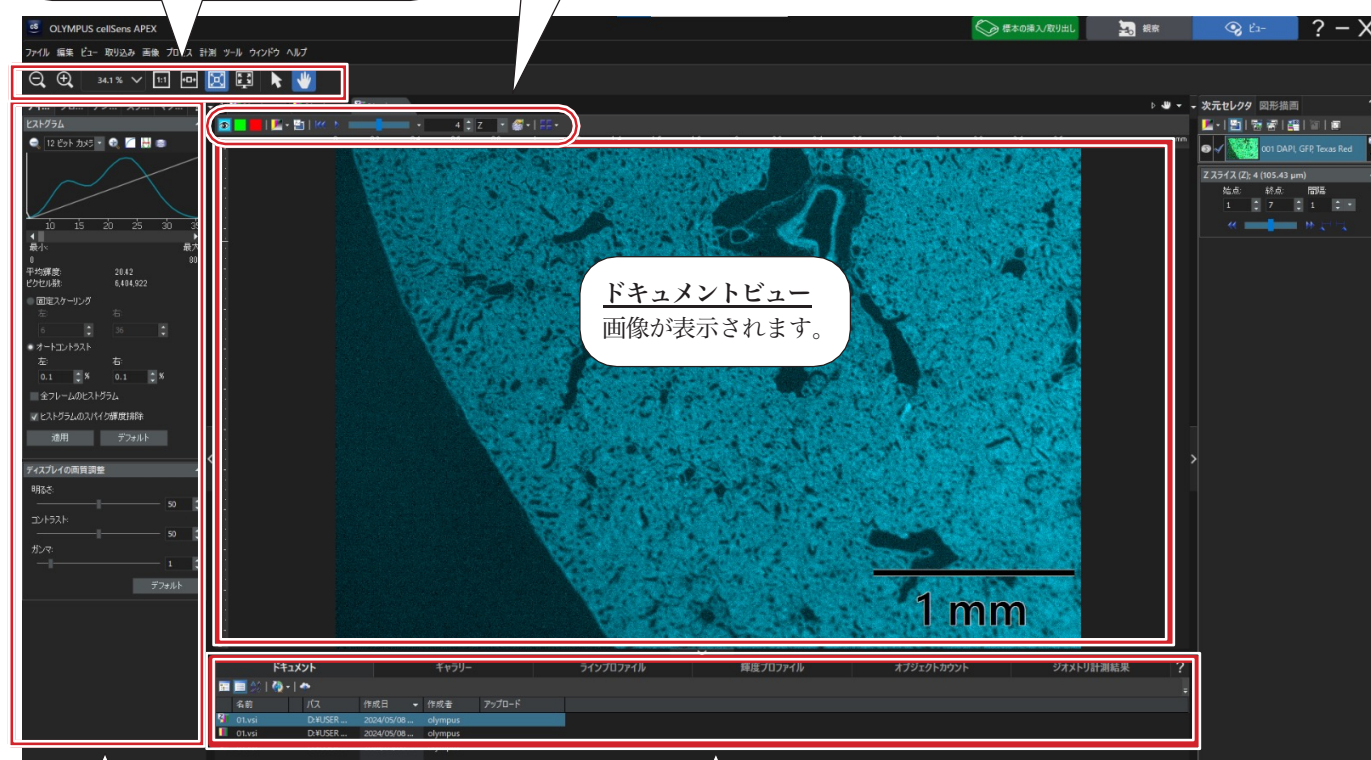 OLYMPUS cellSens APEX
標本の挿入/取り出し
観察
ビュー
ファイル 編集 ビュー 取り込み 画像 プロセス 計測 ツール ウィンドウ ヘルプ
34.1 %
1:1
ヒストグラム
12 ビット カメラ
4
Z
次元セレクタ 図形描画
001 DAPI, GFP, Texas Red
Z スライス (Z): 4 (105.43 µm)
始点: 終点: 間隔:
1 7 1
10 15 20 25 30 35
最小:
0
平均輝度: 20.42
ピクセル数: 6,404,922
固定スケーリング
左: 右:
6 36
オートコントラスト
左: 右:
0.1 % 0.1 %
全フレームのヒストグラム
ヒストグラムのスパイク輝度排除
適用 デフォルト
ディスプレイの画質調整
明るさ:
50
コントラスト:
50
ガンマ:
1
デフォルト
ドキュメントビュー
画像が表示されます。
1 mm
ドキュメント ギャラリー ラインプロファイル 輝度プロファイル オブジェクトカウント ジオメトリ計測結果 ?
名前 パス 作成日 作成者 アップロード
01.vsi D:¥USER ... 2024/05/08 ... olympus
01.vsi D:¥USER ... 2024/05/08 ... olympus